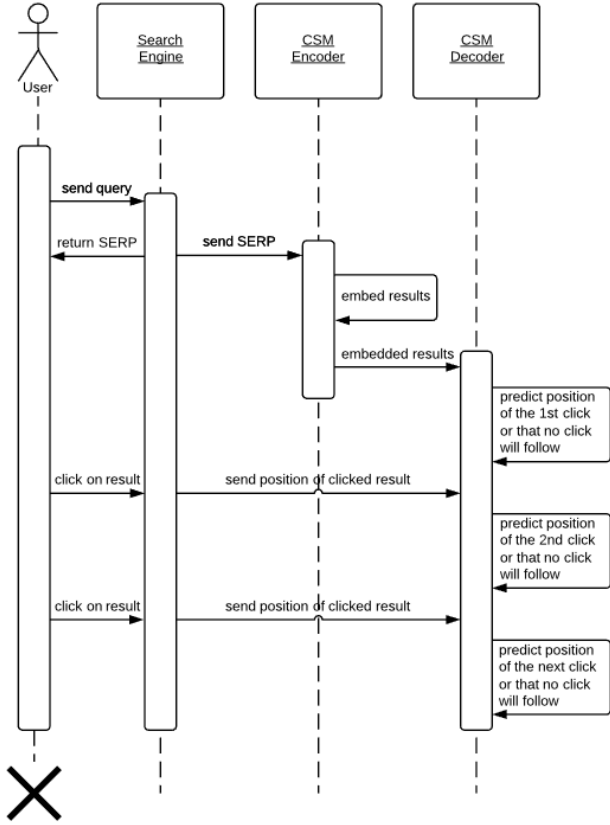 User
Search
Engine
CSM
Encoder
CSM
Decoder
send query
return SERP
send SERP
embed results
embedded results
predict position
of the 1st click
or that no click
will follow
click on result
send position of clicked result
predict position
of the 2nd click
or that no click
will follow
click on result
send position of clicked result
predict position
of the next click
or that no click
will follow